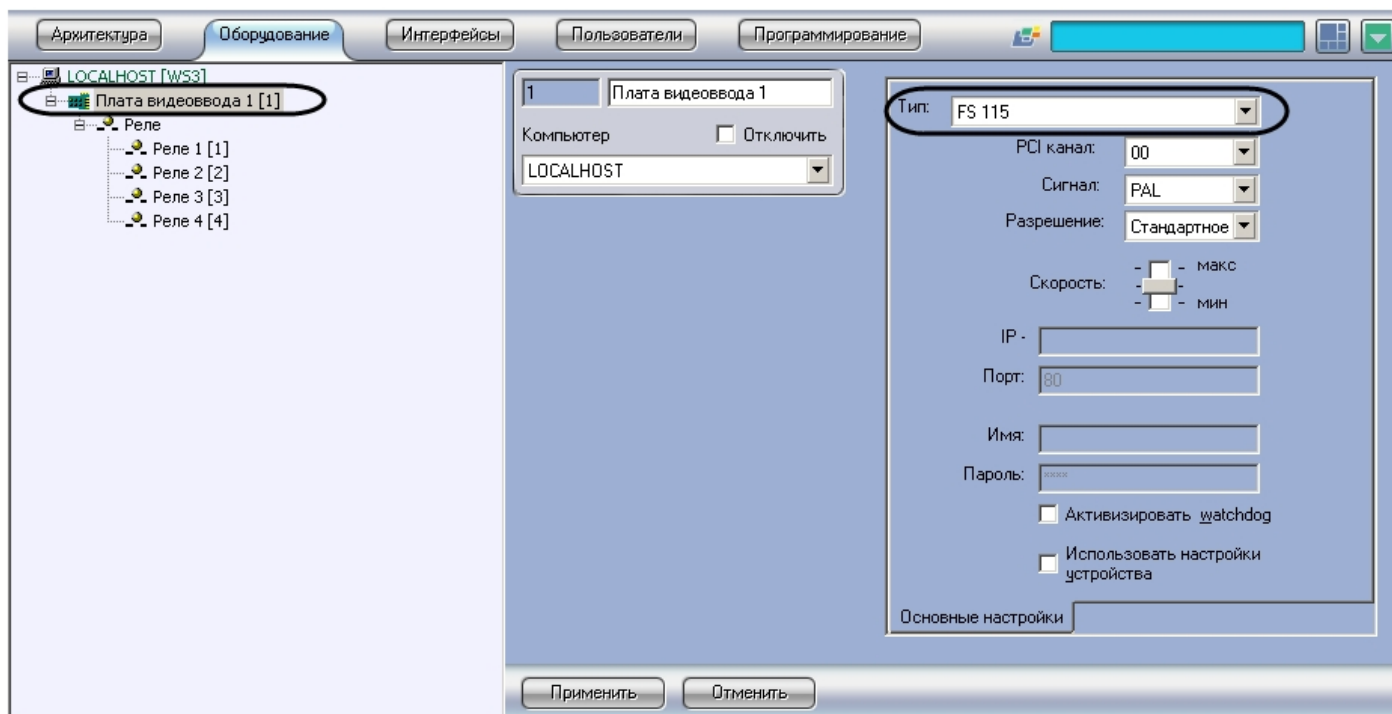 Архитектура Оборудование Интерфейсы Пользователи Программирование
LOCALHOST [WS3]
Плата видеоввода 1 [1]
Реле
Реле 1 [1]
Реле 2 [2]
Реле 3 [3]
Реле 4 [4]
1 Плата видеоввода 1
Компьютер Отключить
LOCALHOST
Тип: FS 115
PCI канал: 00
Сигнал: PAL
Разрешение: Стандартное
макс
Скорость:
мин
IP -
Порт: 80
Имя:
Пароль: ****
Активизировать watchdog
Использовать настройки
устройства
Основные настройки
Применить Отменить